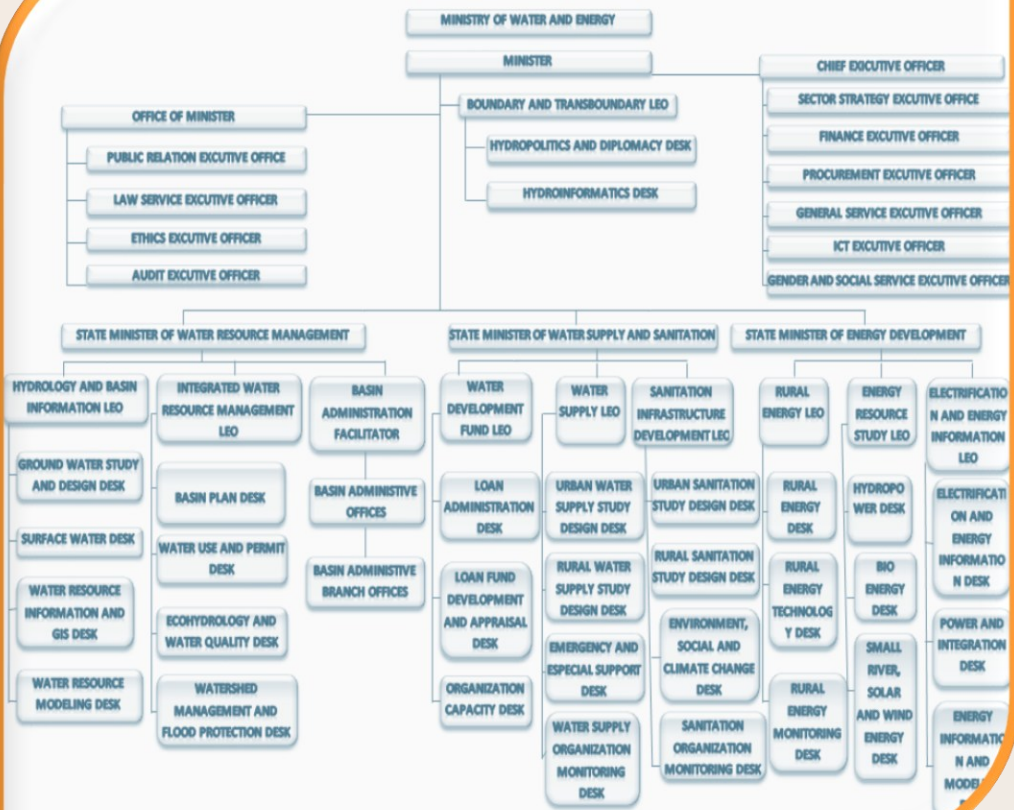 MINISTRY OF WATER AND ENERGY
MINISTER
CHIEF EXICUTIVE OFFICER
SECTOR STRATEGY EXCUTIVE OFFICE
FINANCE EXCUTIVE OFFICER
PROCUREMENT EXCUTIVE OFFICER
GENERAL SERVICE EXCUTIVE OFFICER
ICT EXCUTIVE OFFICER
GENDER AND SOCIAL SERVICE EXCUTIVE OFFICER
BOUNDARY AND TRANSBOUNDARY LEO
HYDROPOLITICS AND DIPLOMACY DESK
HYDROINFORMATICS DESK
OFFICE OF MINISTER
PUBLIC RELATION EXCUTIVE OFFICE
LAW SERVICE EXCUTIVE OFFICER
ETHICS EXCUTIVE OFFICER
AUDIT EXCUTIVE OFFICER
STATE MINISTER OF WATER RESOURCE MANAGEMENT
HYDROLOGY AND BASIN
INFORMATION LEO
GROUND WATER STUDY
AND DESIGN DESK
SURFACE WATER DESK
WATER RESOURCE
INFORMATION AND
GIS DESK
WATER RESOURCE
MODELING DESK
INTEGRATED WATER
RESOURCE MANAGEMENT
LEO
BASIN PLAN DESK
WATER USE AND PERMIT
DESK
ECOHYDROLOGY AND
WATER QUALITY DESK
WATERSHED
MANAGEMENT AND
FLOOD PROTECTION DESK
BASIN
ADMINISTRATION
FACILITATOR
BASIN ADMINISTIVE
OFFICES
BASIN ADMINISTIVE
BRANCH OFFICES
STATE MINISTER OF WATER SUPPLY AND SANITATION
WATER
DEVELOPMENT
FUND LEO
LOAN
ADMINISTRATION
DESK
LOAN FUND
DEVELOPMENT
AND APPRAISAL
DESK
ORGANIZATION
CAPACITY DESK
WATER
SUPPLY LEO
URBAN WATER
SUPPLY STUDY
DESIGN DESK
RURAL WATER
SUPPLY STUDY
DESIGN DESK
EMERGENCY AND
ESPECIAL SUPPORT
DESK
WATER SUPPLY
ORGANIZATION
MONITORING
DESK
SANITATION
INFRASTRUCTURE
DEVELOPMENT LEO
URBAN SANITATION
STUDY DESIGN DESK
RURAL SANITATION
STUDY DESIGN DESK
ENVIRONMENT,
SOCIAL AND
CLIMATE CHANGE
DESK
SANITATION
ORGANIZATION
MONITORING DESK
STATE MINISTER OF ENERGY DEVELOPMENT
RURAL
ENERGY LEO
RURAL
ENERGY
DESK
RURAL
ENERGY
TECHNOLOG
Y DESK
RURAL
ENERGY
MONITORING
DESK
ENERGY
RESOURCE
STUDY LEO
HYDROPO
WER DESK
BIO
ENERGY
DESK
SMALL
RIVER,
SOLAR
AND WIND
ENERGY
DESK
ELECTRIFICATIO
N AND ENERGY
INFORMATION
LEO
ELECTRIFICATI
ON AND
ENERGY
INFORMATIO
N DESK
POWER AND
INTEGRATION
DESK
ENERGY
INFORMATIO
N AND